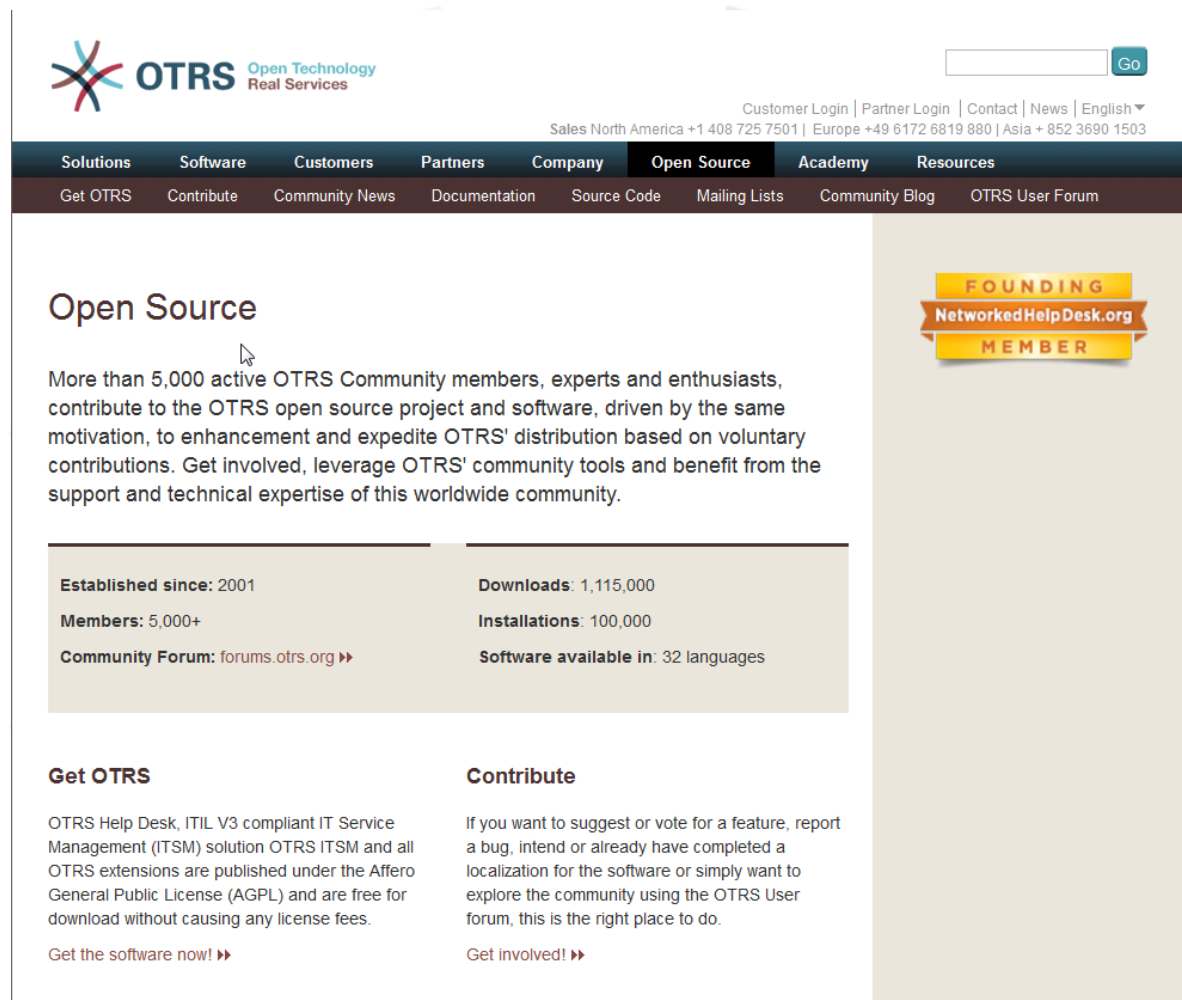 OTRS Open Technology
Real Services
Go
Customer Login | Partner Login | Contact | News | English
Sales North America +1 408 725 7501 | Europe +49 6172 6819 880 | Asia + 852 3690 1503
Solutions Software Customers Partners Company Open Source Academy Resources
Get OTRS Contribute Community News Documentation Source Code Mailing Lists Community Blog OTRS User Forum
FOUNDING
NetworkedHelpDesk.org
MEMBER
Open Source
More than 5,000 active OTRS Community members, experts and enthusiasts,
contribute to the OTRS open source project and software, driven by the same
motivation, to enhancement and expedite OTRS' distribution based on voluntary
contributions. Get involved, leverage OTRS' community tools and benefit from the
support and technical expertise of this worldwide community.
Established since: 2001
Members: 5,000+
Community Forum: forums.otrs.org
Downloads: 1,115,000
Installations: 100,000
Software available in: 32 languages
Get OTRS
OTRS Help Desk, ITIL V3 compliant IT Service
Management (ITSM) solution OTRS ITSM and all
OTRS extensions are published under the Affero
General Public License (AGPL) and are free for
download without causing any license fees.
Get the software now!
Contribute
If you want to suggest or vote for a feature, report
a bug, intend or already have completed a
localization for the software or simply want to
explore the community using the OTRS User
forum, this is the right place to do.
Get involved!